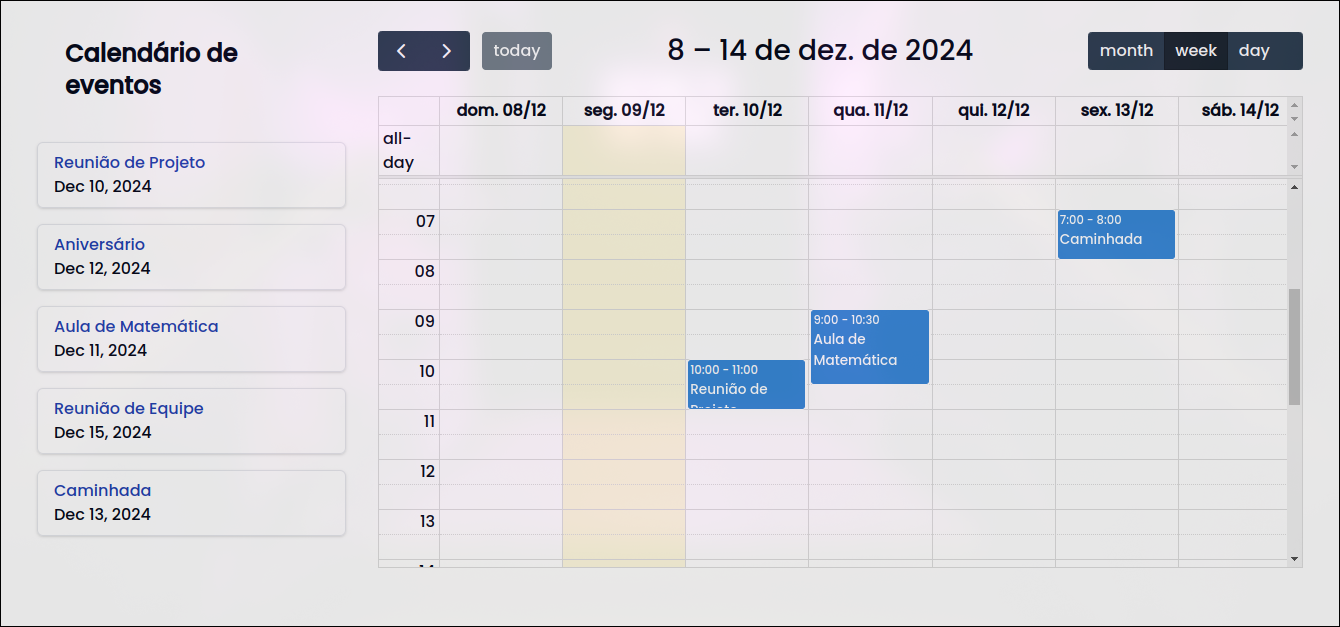 Calendário de
eventos
Reunião de Projeto
Dec 10, 2024
Aniversário
Dec 12, 2024
Aula de Matemática
Dec 11, 2024
Reunião de Equipe
Dec 15, 2024
Caminhada
Dec 13, 2024
today
8 – 14 de dez. de 2024
month week day
dom. 08/12 seg. 09/12 ter. 10/12 qua. 11/12 qui. 12/12 sex. 13/12 sáb. 14/12
all-
day
07
7:00 - 8:00
Caminhada
08
09
9:00 - 10:30
Aula de
Matemática
10
10:00 - 11:00
Reunião de
Projeto
11
12
13